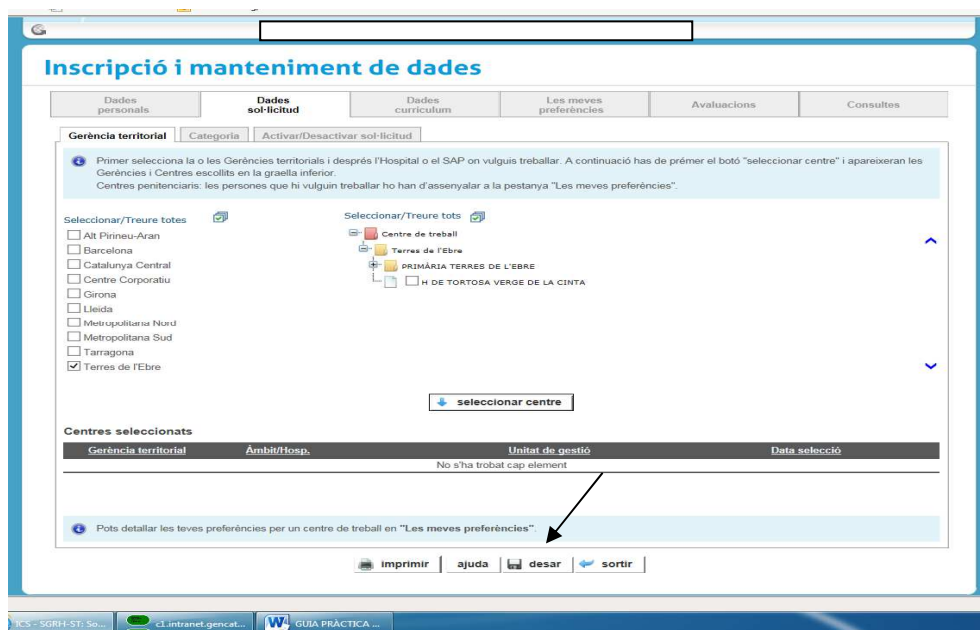 Inscripció i manteniment de dades
Dades personals
Dades sol·licitud
Dades currículum
Les meves preferències
Avaluacions
Consultes
Gerència territorial
Categoria
Activar/Desactivar sol·licitud
Primer selecciona la o les Gerències territorials i després l'Hospital o el SAP on vulguis treballar. A continuació has de prémer el botó "seleccionar centre" i apareixeran les
Gerències i Centres escollits en la graella inferior.
Centres penitenciaris: les persones que hi vulguin treballar ho han d'assenyalar a la pestanya "Les meves preferències".
Seleccionar/Treure totes
Alt Pirineu-Aran
Barcelona
Catalunya Central
Centre Corporatiu
Girona
Lleida
Metropolitana Nord
Metropolitana Sud
Tarragona
Terres de l'Ebre
Seleccionar/Treure tots
Centre de treball
Terres de l'Ebre
PRIMÀRIA TERRES DE L'EBRE
H DE TORTOSA VERGE DE LA CINTA
seleccionar centre
Centres seleccionats
Gerència territorial
Àmbit/Hosp.
Unitat de gestió
Data selecció
No s'ha trobat cap element
Pots detallar les teves preferències per un centre de treball en "Les meves preferències".
imprimir
ajuda
desar
sortir
ICS - SGRH-ST: So...
c1.intranet.gencat...
GUIA PRÀCTICA ...